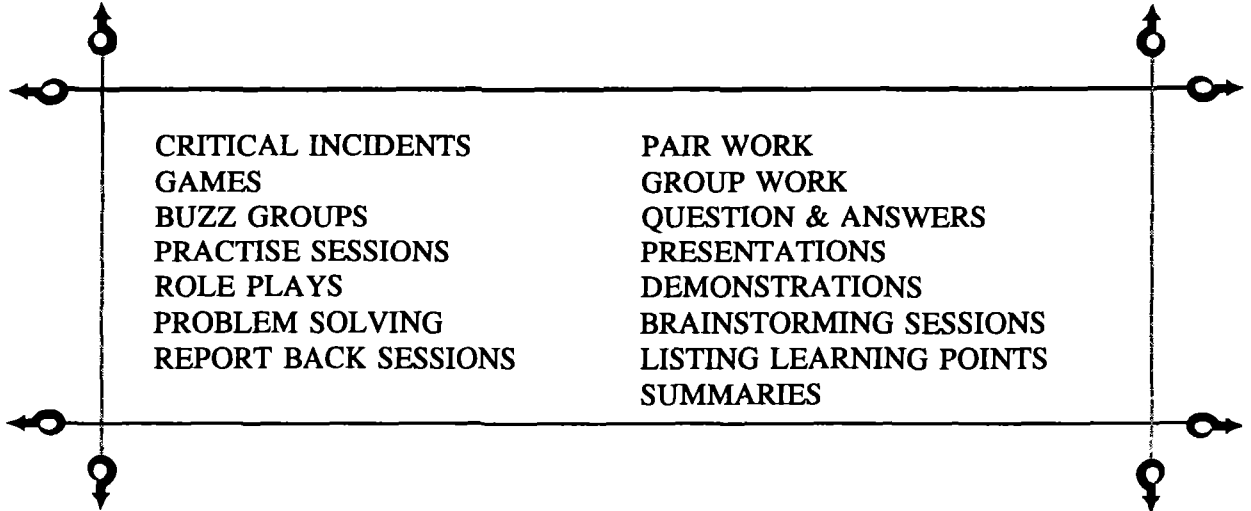 CRITICAL INCIDENTS
GAMES
BUZZ GROUPS
PRACTISE SESSIONS
ROLE PLAYS
PROBLEM SOLVING
REPORT BACK SESSIONS
PAIR WORK
GROUP WORK
QUESTION & ANSWERS
PRESENTATIONS
DEMONSTRATIONS
BRAINSTORMING SESSIONS
LISTING LEARNING POINTS
SUMMARIES